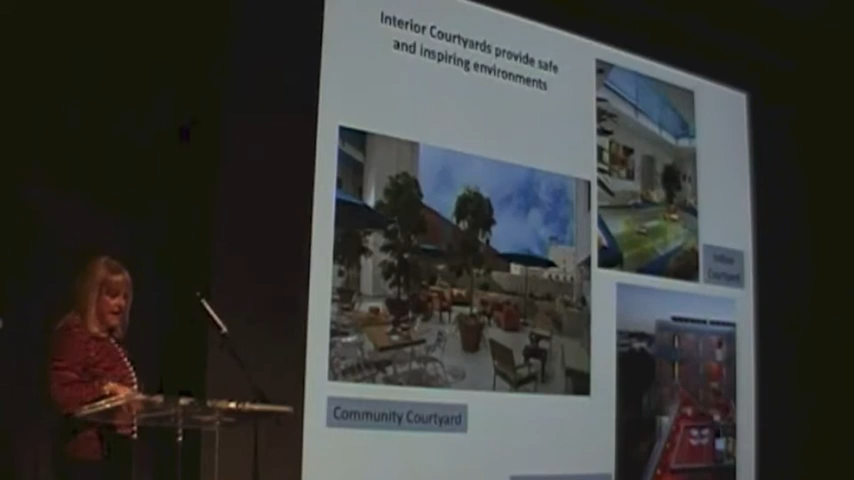 Interior Courtyards provide safe
and inspiring environments
Indoor
Courtyard
Community Courtyard